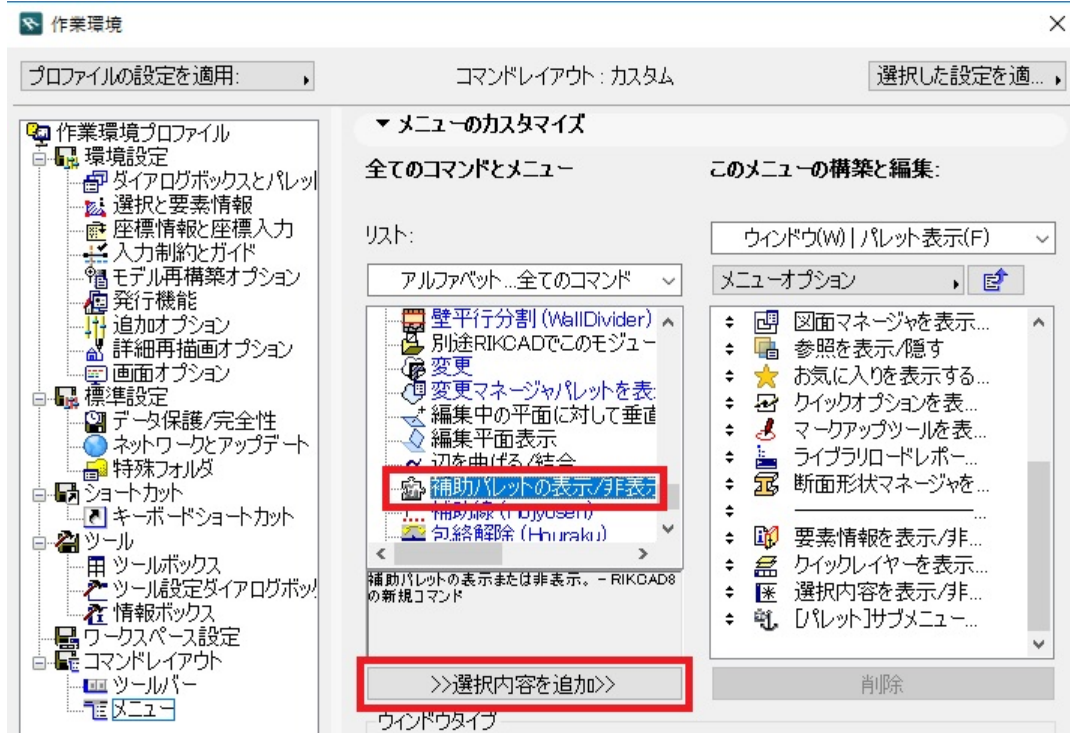 作業環境
プロファイルの設定を適用:
コマンドレイアウト : カスタム
選択した設定を適...
作業環境プロファイル
環境設定
ダイアログボックスとパレッ
選択と要素情報
座標情報と座標入力
入力制約とガイド
モデル再構築オプション
発行機能
追加オプション
詳細再描画オプション
画面オプション
標準設定
データ保護/完全性
ネットワークとアップデート
特殊フォルダ
ショートカット
キーボードショートカット
ツール
ツールボックス
ツール設定ダイアログボッ
情報ボックス
ワークスペース設定
コマンドレイアウト
ツールバー
メニュー
メニューのカスタマイズ
全てのコマンドとメニュー
リスト:
アルファベット...全てのコマンド
壁平行分割 (WallDivider)
別途RIKCADでこのモジュー
変更
変更マネージャパレットを表
編集中の平面に対して垂直
編集平面表示
辺を曲げる/結合
補助パレットの表示/非表示
補助線 (Hojyosen)
包絡解除 (Houraku)
補助パレットの表示または非表示。 - RIKCAD8
の新規コマンド
>>選択内容を追加>>
ウィンドウタイプ
このメニューの構築と編集:
ウィンドウ(W) | パレット表示(F)
メニューオプション
図面マネージャを表示...
参照を表示/隠す
お気に入りを表示する...
クイックオプションを表...
マークアップツールを表...
ライブラリロードレポー...
断面形状マネージャを...
...
要素情報を表示/非...
クイックレイヤーを表示...
選択内容を表示/非...
[パレット]サブメニュー...
削除